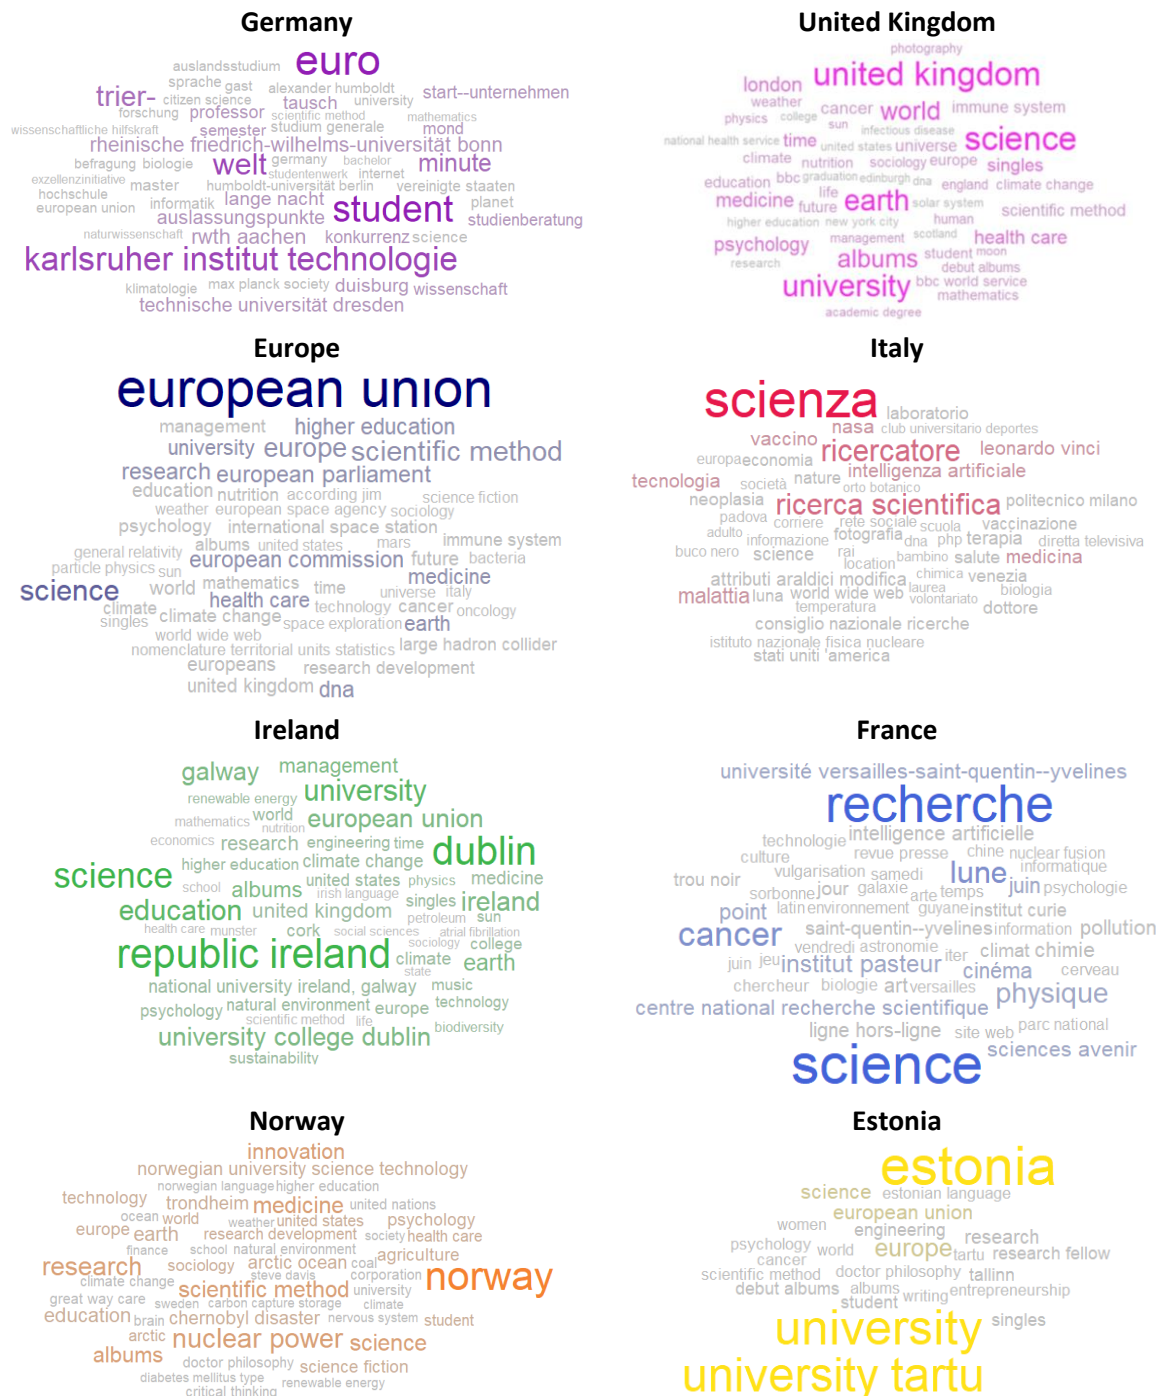 Germany
euro
auslandsstudium
sprache gast alexander humboldt
trier- citizen science tausch university start--unternehmen
forschung professor scientific method mathematics
wissenschaftliche hilfskraft semester studium generale mond
rheinische friedrich-wilhelms-universität bonn
befragung biologie welt germany bachelor minute
studentenwerk internet
exzellenzinitiative master humboldt-universität berlin vereinigte staaten
hochschule informatik lange nacht student planet
european union auslassungspunkte studienberatung
naturwissenschaft rwth aachen konkurrenz science
karlsruher institut technologie
klimatologie max planck society duisburg wissenschaft
technische universität dresden
United Kingdom
photography
united kingdom
london
weather cancer world immune system
physics college sun infectious disease science
national health service time united states universe
climate nutrition sociology europe singles
education bbc graduation edinburgh dna england climate change
medicine life future earth solar system scientific method
higher education new york city human
psychology management scotland health care
research albums student moon
debut albums
university bbc world service
mathematics
academic degree
Europe
european union
management higher education
university europe scientific method
research european parliament
education nutrition according jim science fiction
weather european space agency sociology
psychology international space station
albums united states mars immune system
general relativity european commission future bacteria
particle physics sun medicine
science world mathematics time universe italy
climate health care technology cancer oncology
singles climate change space exploration earth
world wide web
nomenclature territorial units statistics large hadron collider
europeans research development
united kingdom dna
Italy
scienza laboratorio
nasa club universitario deportes
vaccino ricercatore leonardo vinci
europa economia intelligenza artificiale
tecnologia società nature orto botanico
neoplasia ricerca scientifica politecnico milano
padova corriere rete sociale scuola vaccinazione
adulto informazione fotografia dna php terapia diretta televisiva
buco nero science rai location bambino salute medicina
attributi araldici modifica chimica venezia
malattia luna world wide web laurea biologia
temperatura volontariato dottore
consiglio nazionale ricerche
istituto nazionale fisica nucleare
stati uniti 'america
Ireland
galway management
renewable energy university
mathematics world european union
nutrition
economics research engineering time dublin
science higher education climate change
school albums united states physics medicine
irish language singles ireland
education united kingdom petroleum sun
health care munster cork social sciences atrial fibrillation
republic ireland sociology college
climate earth
state
national university ireland, galway music
psychology natural environment europe technology
scientific method life biodiversity
university college dublin
sustainability
France
université versailles-saint-quentin--yvelines
recherche
technologie intelligence artificielle
culture revue presse chine nuclear fusion
vulgarisation samedi lune informatique
trou noir sorbonne jour galaxie arte temps juin psychologie
point latin environnement guyane institut curie
cancer saint-quentin--yvelines information pollution
vendredi astronomie iter climat chimie
juin jeu institut pasteur cinéma cerveau
chercheur biologie art versailles
centre national recherche scientifique physique
ligne hors-ligne site web parc national
science sciences avenir
Norway
innovation
norwegian university science technology
norwegian language higher education
technology trondheim medicine united nations
ocean world weather united states psychology
europe earth research development society health care
finance school natural environment agriculture
research sociology arctic ocean coal
steve davis corporation norway
climate change scientific method university
great way care sweden carbon capture storage climate
education brain chernobyl disaster nervous system student
arctic nuclear power science
albums doctor philosophy science fiction
diabetes mellitus type renewable energy
critical thinking
Estonia
estonia
science estonian language
european union
women engineering research
psychology world europe tartu research fellow
cancer
scientific method doctor philosophy tallinn
debut albums albums writing entrepreneurship
student
university singles
university tartu